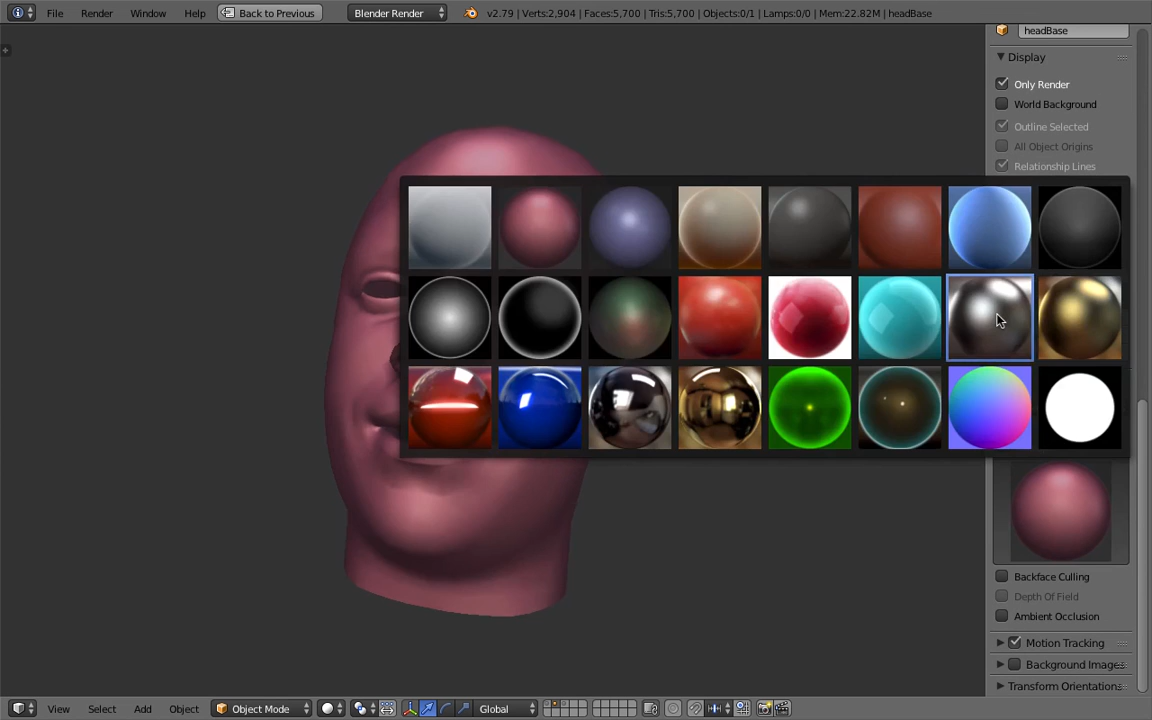 File Render Window Help Back to Previous Blender Render v2.79 | Verts:2,904 | Faces:5,700 | Tris:5,700 | Objects:0/1 | Lamps:0/0 | Mem:22.82M | headBase
headBase
Display
Only Render
World Background
Outline Selected
All Object Origins
Relationship Lines
Backface Culling
Depth Of Field
Ambient Occlusion
Motion Tracking
Background Images
Transform Orientations
View Select Add Object Object Mode Global